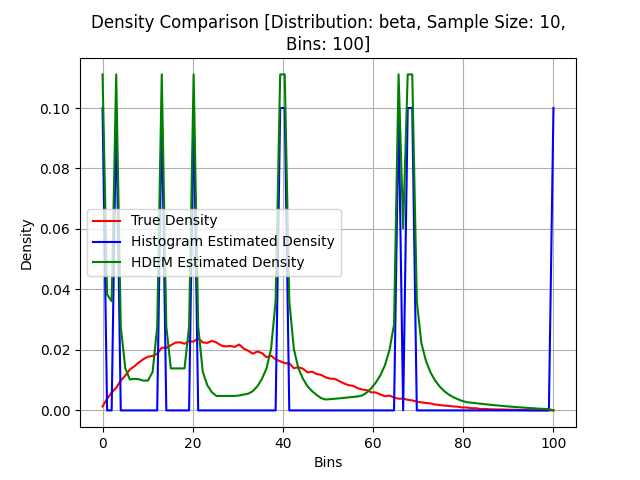 Density Comparison [Distribution: beta, Sample Size: 10,
Bins: 100]
Density
0.10
0.08
0.06
0.04
0.02
0.00
True Density
Histogram Estimated Density
HDEM Estimated Density
0 20 40 60 80 100
Bins